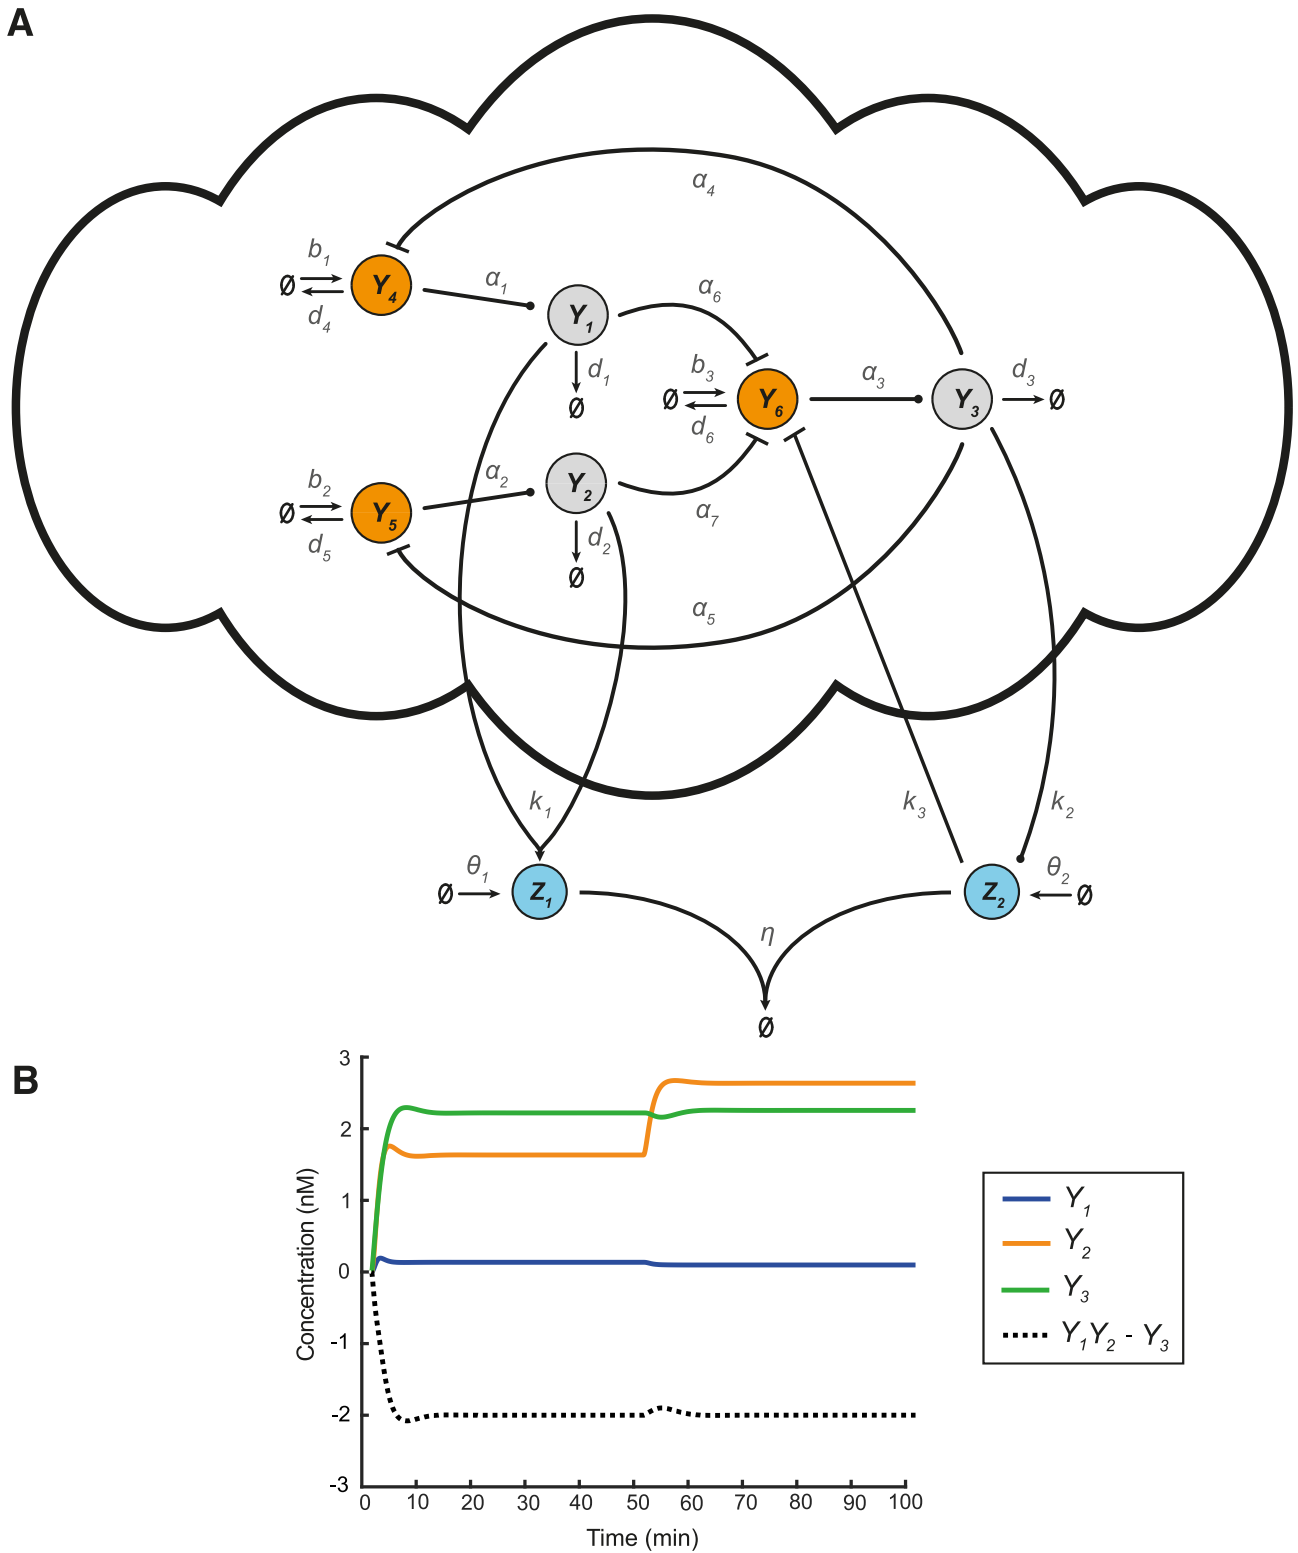 A
α4
b1
∅ Y4
d4
α1
Y1
α6
d1
∅
b3
∅ Y6
d6
α3
Y3
d3
∅
b2
∅ Y5
d5
α2
Y2
α7
d2
∅
α5
k1
k3
k2
θ1
∅ Z1
Z2
θ2
∅
η
∅
B
3
2
1
0
-1
-2
-3
Concentration (nM)
0 10 20 30 40 50 60 70 80 90 100
Time (min)
Y1
Y2
Y3
Y1Y2 - Y3